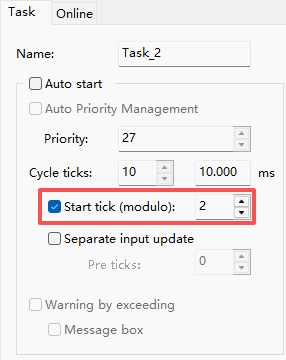 Task Online
Name: Task_2
Auto start
Auto Priority Management
Priority: 27
Cycle ticks: 10 10.000 ms
Start tick (modulo): 2
Separate input update
Pre ticks: 0
Warning by exceeding
Message box